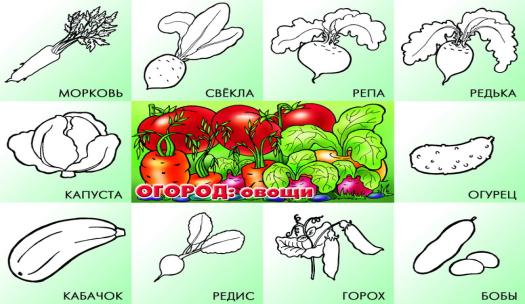 МОРКОВЬ
СВЁКЛА
РЕПА
РЕДЬКА
КАПУСТА
ОГОРОД: овощи
ОГУРЕЦ
КАБАЧОК
РЕДИС
ГОРОХ
БОБЫ